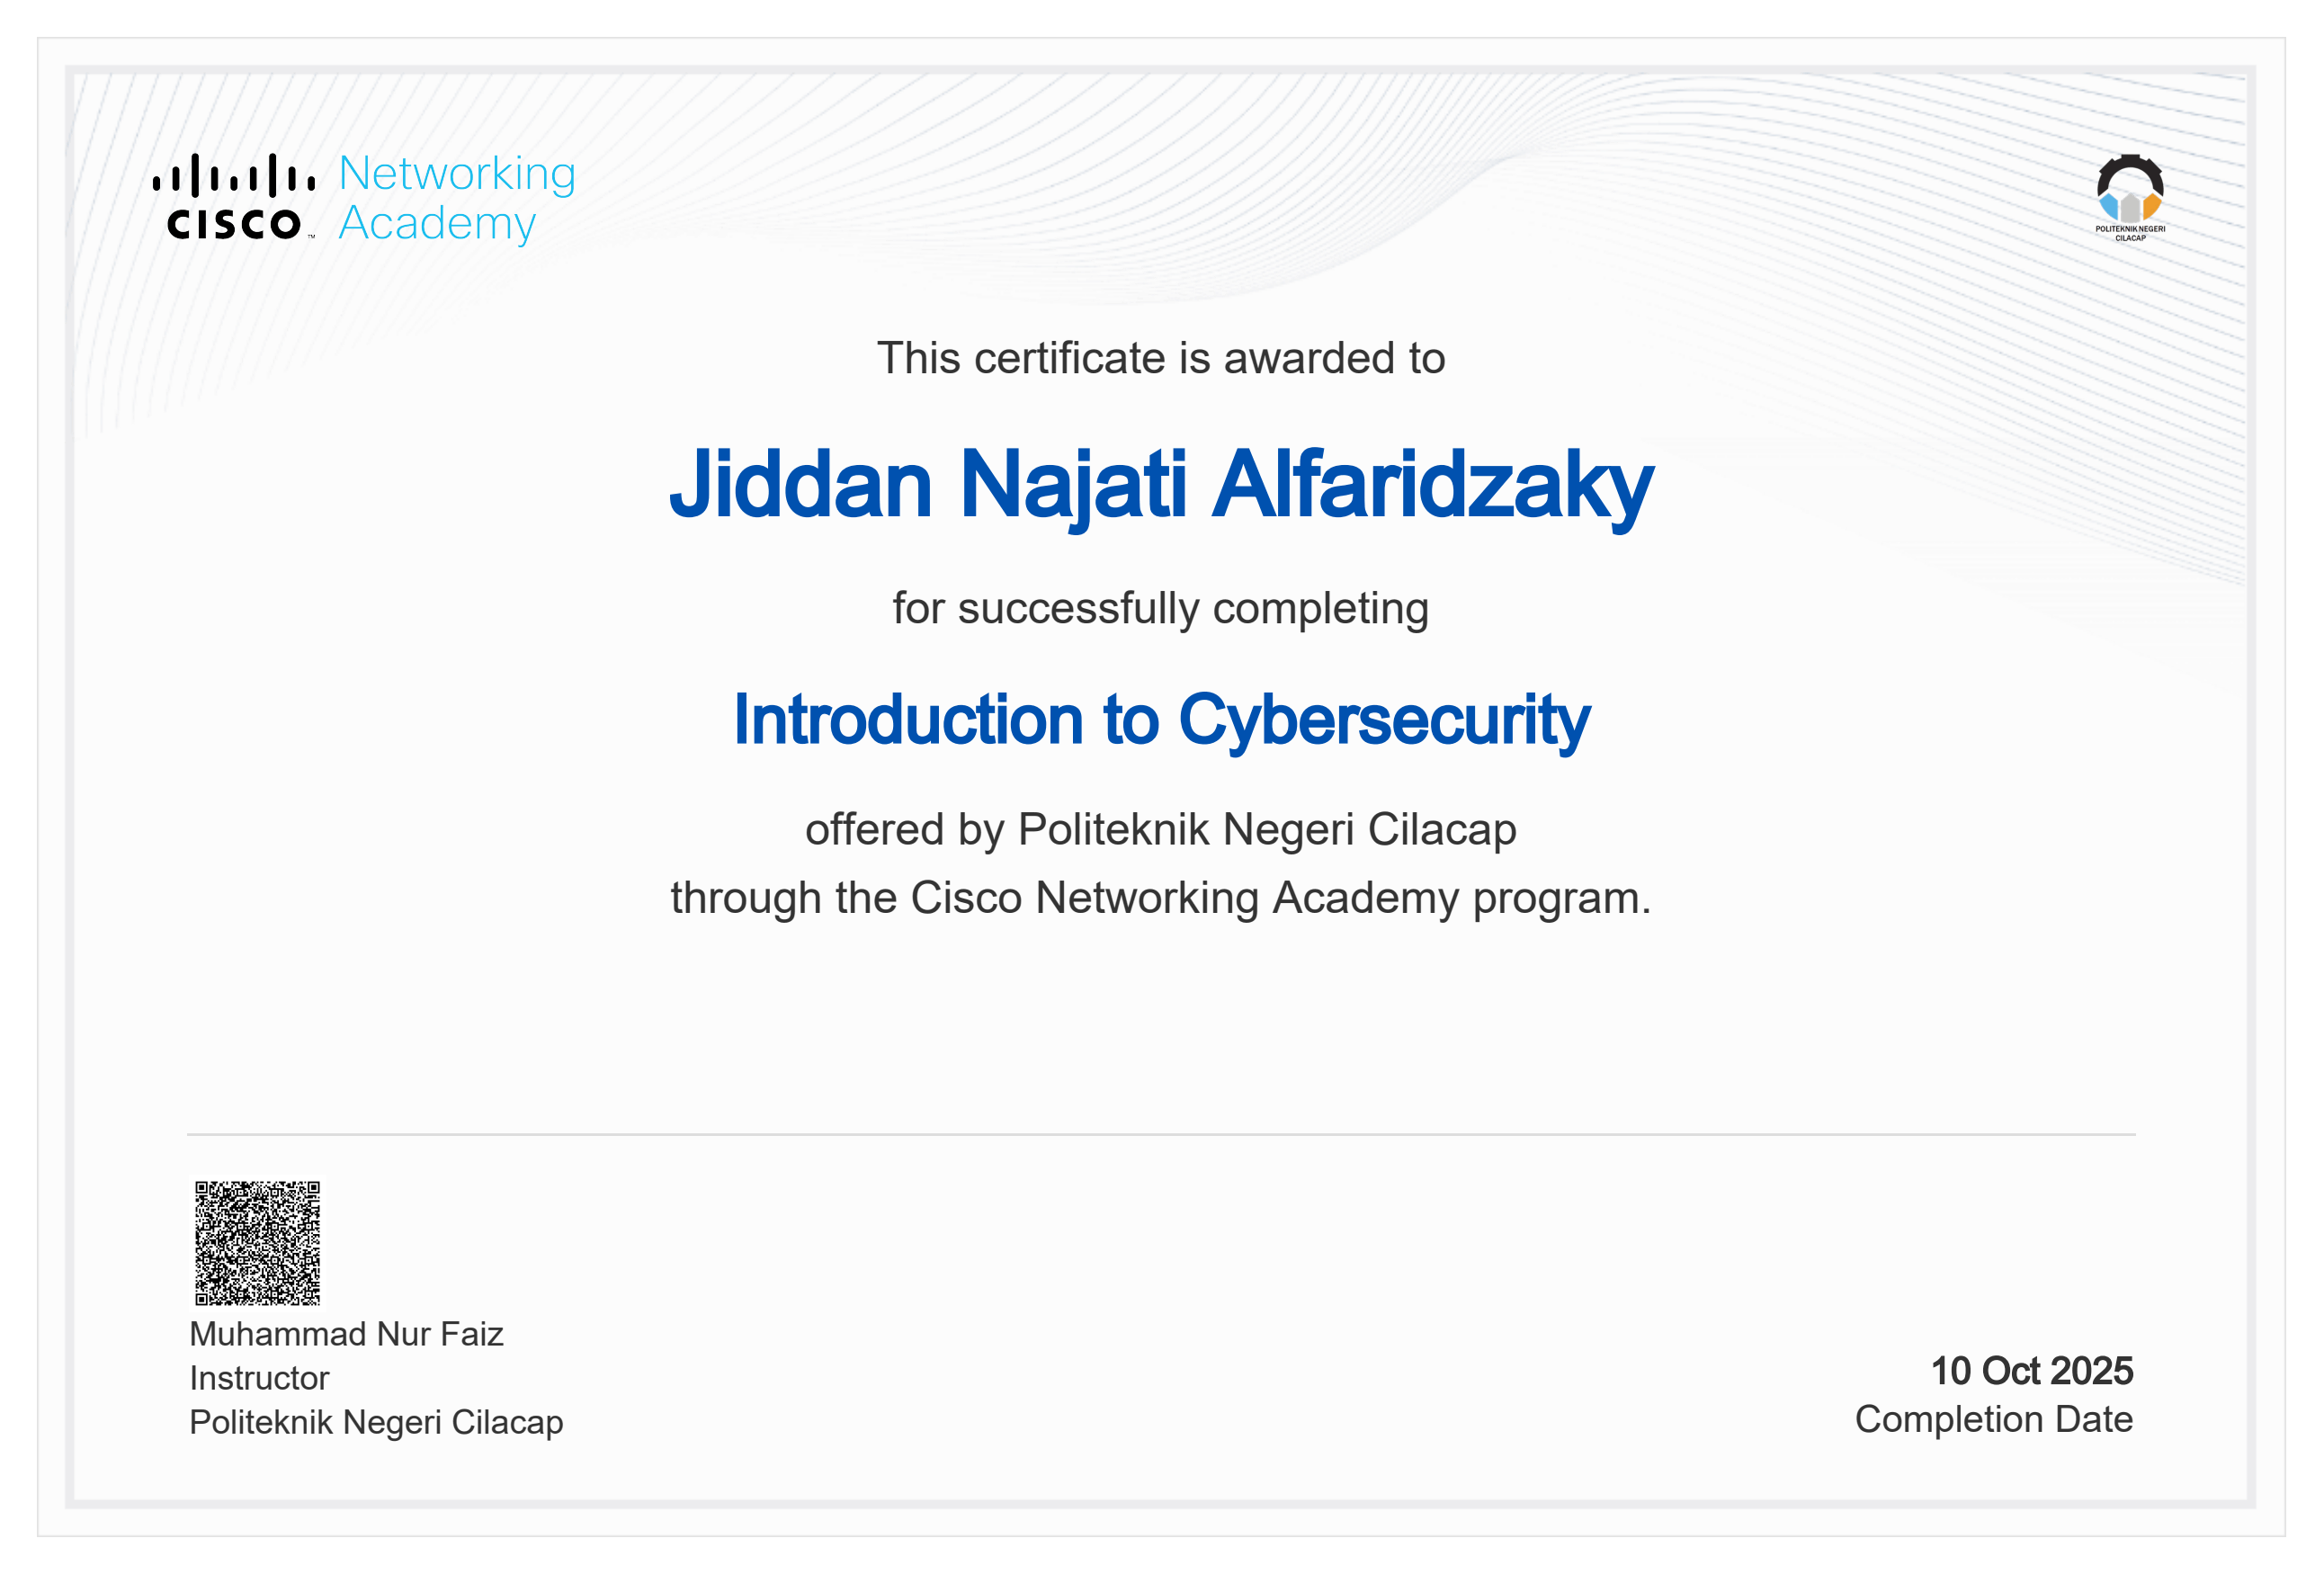 CISCO
Networking
Academy
POLITEKNIK NEGERI
CILACAP
This certificate is awarded to
Jiddan Najati Alfaridzaky
for successfully completing
Introduction to Cybersecurity
offered by Politeknik Negeri Cilacap
through the Cisco Networking Academy program.
Muhammad Nur Faiz
Instructor
Politeknik Negeri Cilacap
10 Oct 2025
Completion Date